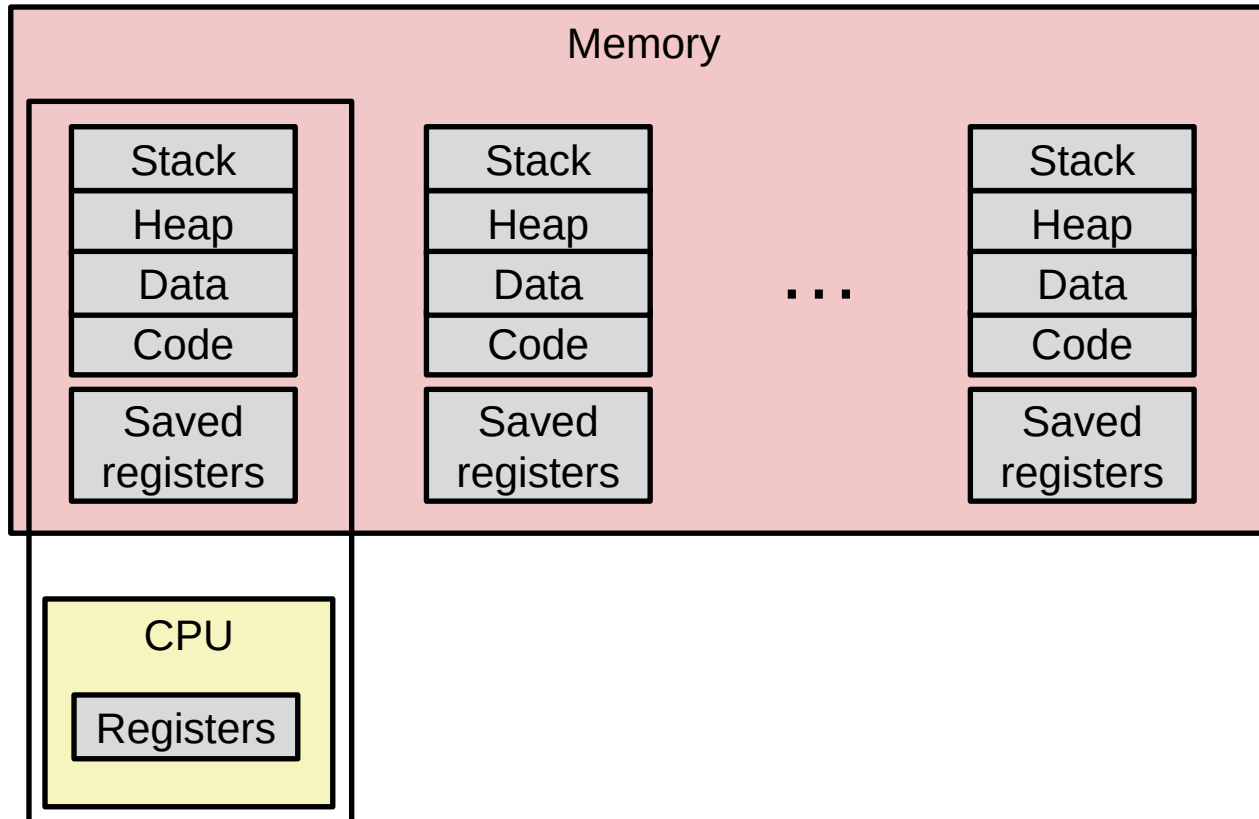 Memory
Stack
Heap
Data
Code
Saved
registers
Stack
Heap
Data
Code
Saved
registers
...
Stack
Heap
Data
Code
Saved
registers
CPU
Registers